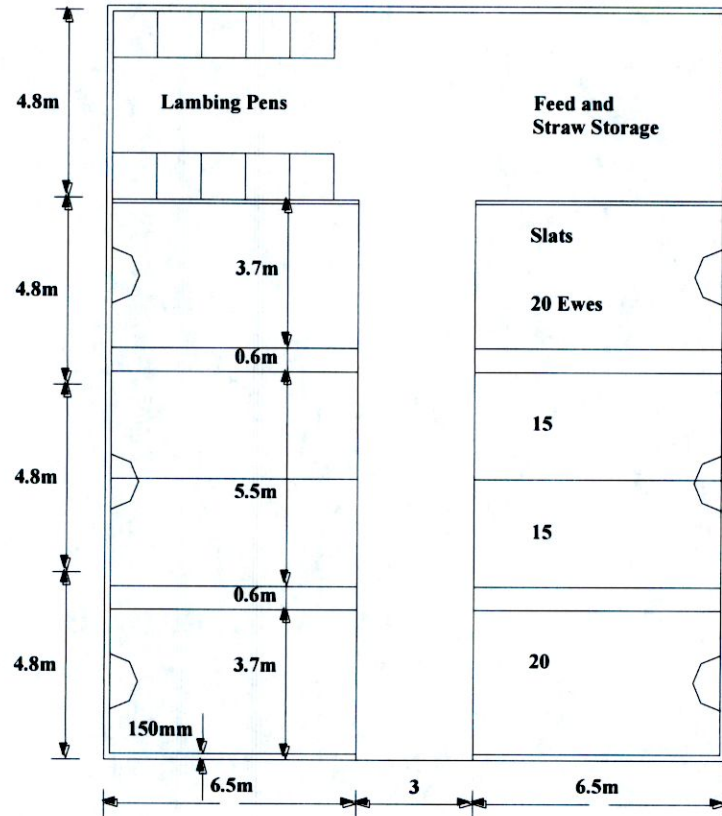 4.8m
Lambing Pens
Feed and
Straw Storage
4.8m
3.7m
Slats
20 Ewes
0.6m
4.8m
15
5.5m
15
0.6m
4.8m
3.7m
20
150mm
6.5m
3
6.5m